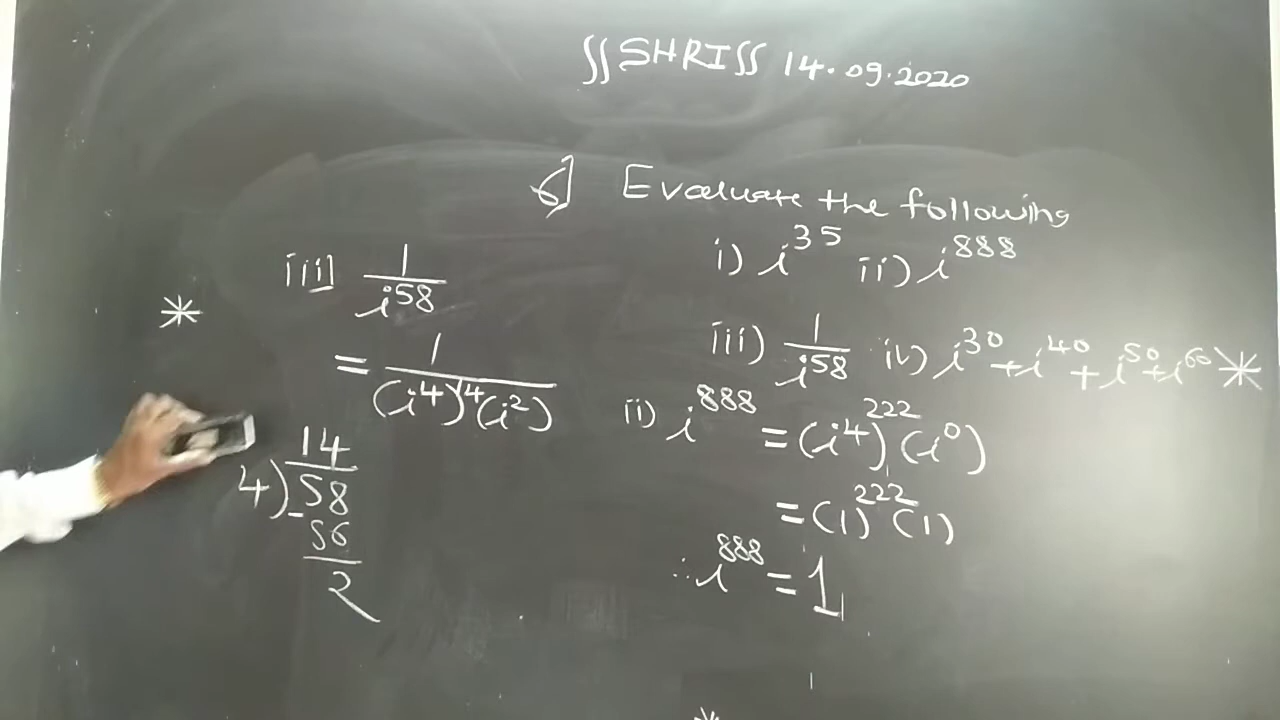 ∬ SHRI ∬ 14.09.2020
6] Evaluate the following
i) i^35 ii) i^888
iii) 1/i^58 iv) i^30 + i^40 + i^50 + i^60 *
ii) i^888 = (i^4)^222 (i^0)
= (1)^222 (1)
∴ i^888 = 1
* iii] 1/i^58
= 1/(i^4)^4 (i^2)
14
4) 58
- 56
2